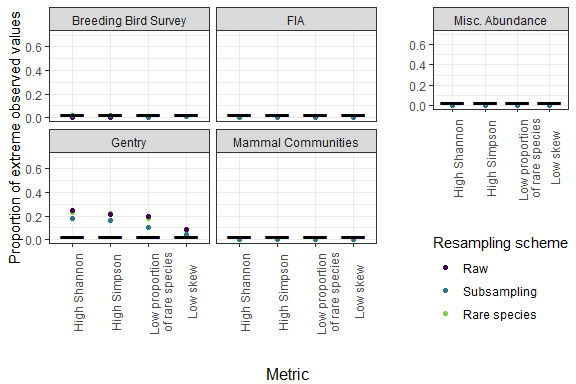 Breeding Bird Survey
FIA
Misc. Abundance
Proportion of extreme observed values
0.6
0.4
0.2
0.0
0.6
0.4
0.2
0.0
High Shannon
High Simpson
Low proportion
of rare species
Low skew
Gentry
Mammal Communities
0.6
0.4
0.2
0.0
High Shannon
High Simpson
Low proportion
of rare species
Low skew
High Shannon
High Simpson
Low proportion
of rare species
Low skew
Resampling scheme
Raw
Subsampling
Rare species
Metric